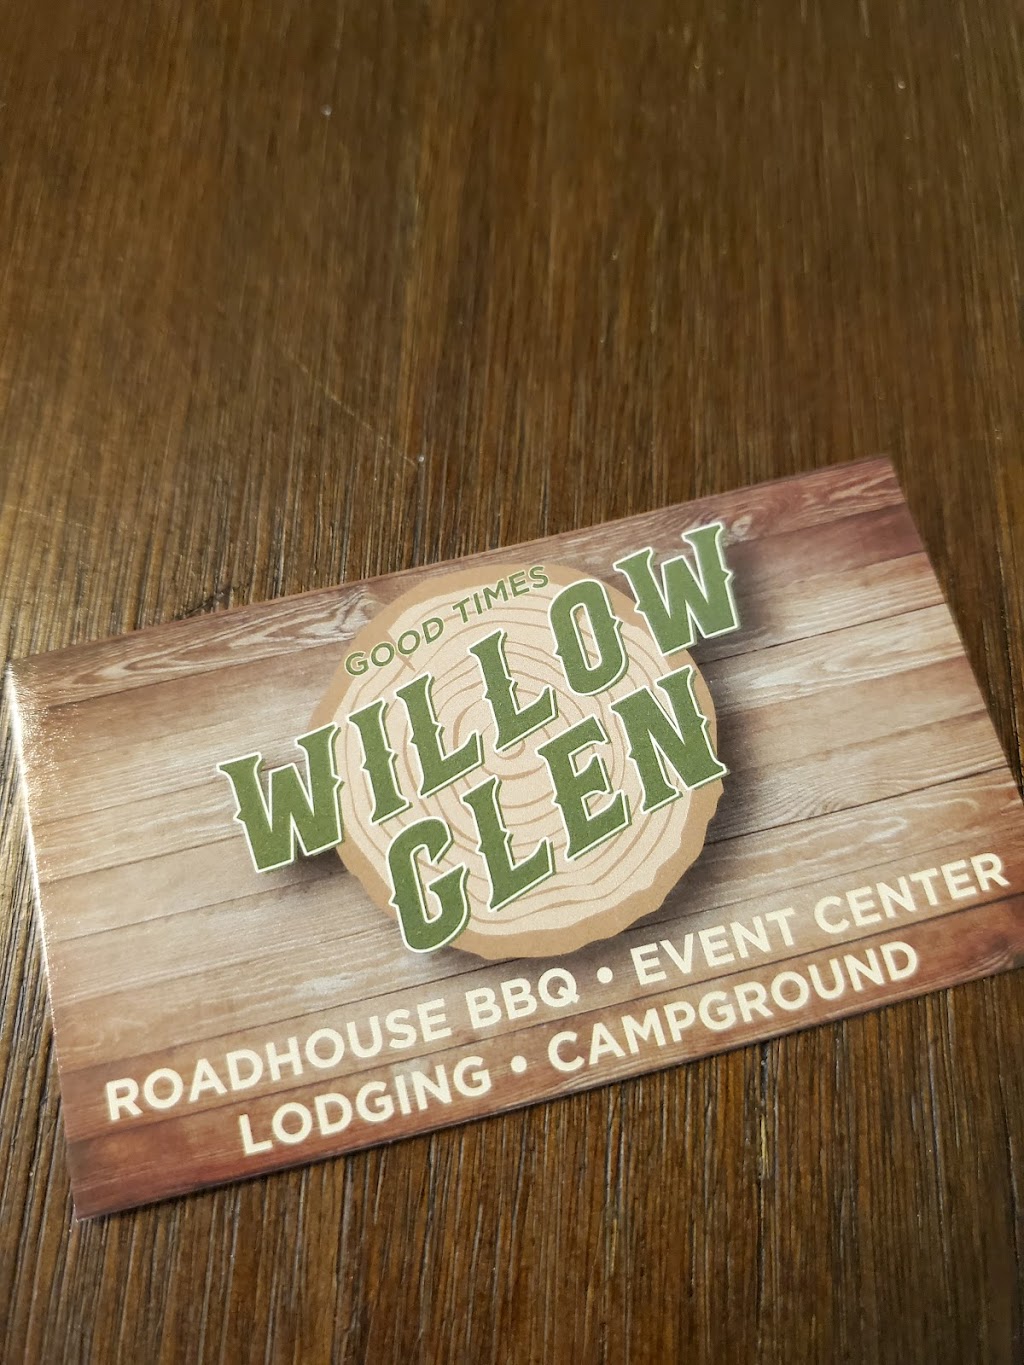 GOOD TIMES
WILLOW
GLEN
ROADHOUSE BBQ • EVENT CENTER
LODGING • CAMPGROUND